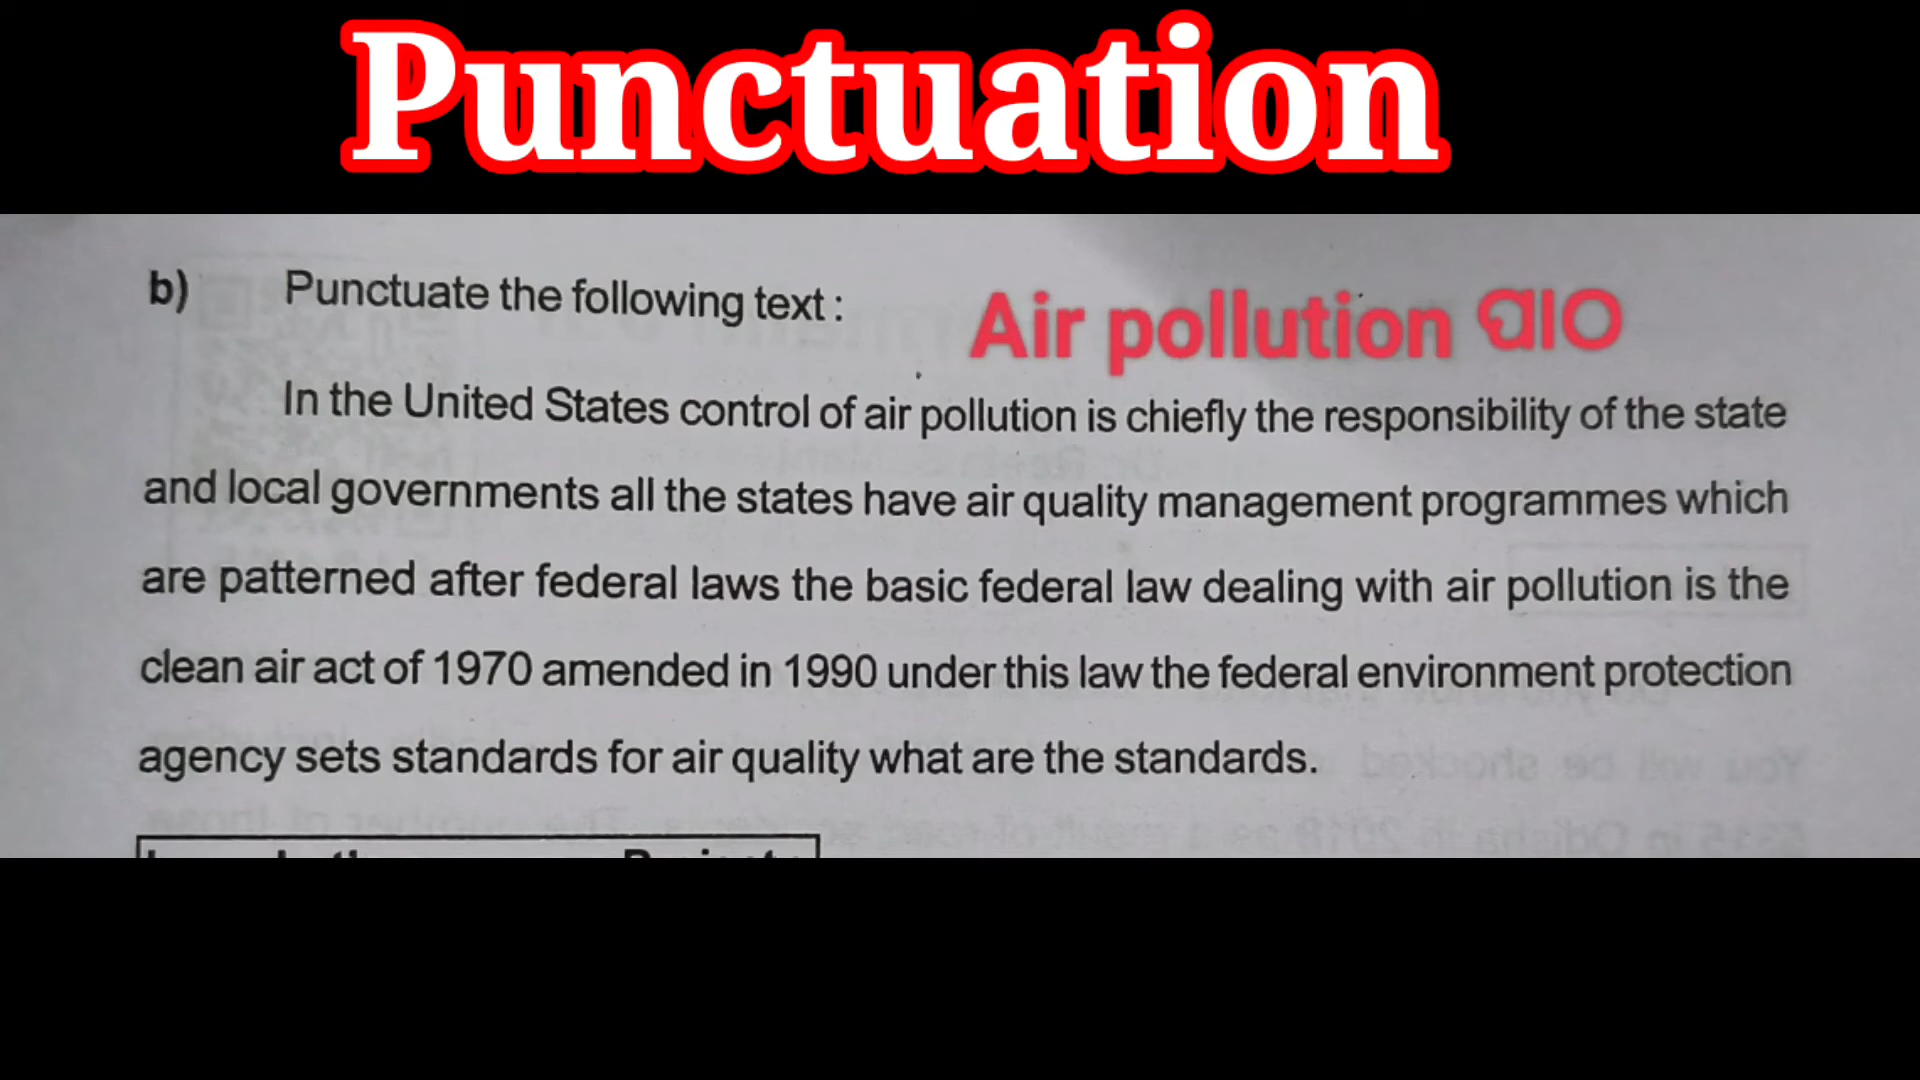 Punctuation
b) Punctuate the following text :
Air pollution ପାଠ
In the United States control of air pollution is chiefly the responsibility of the state
and local governments all the states have air quality management programmes which
are patterned after federal laws the basic federal law dealing with air pollution is the
clean air act of 1970 amended in 1990 under this law the federal environment protection
agency sets standards for air quality what are the standards.